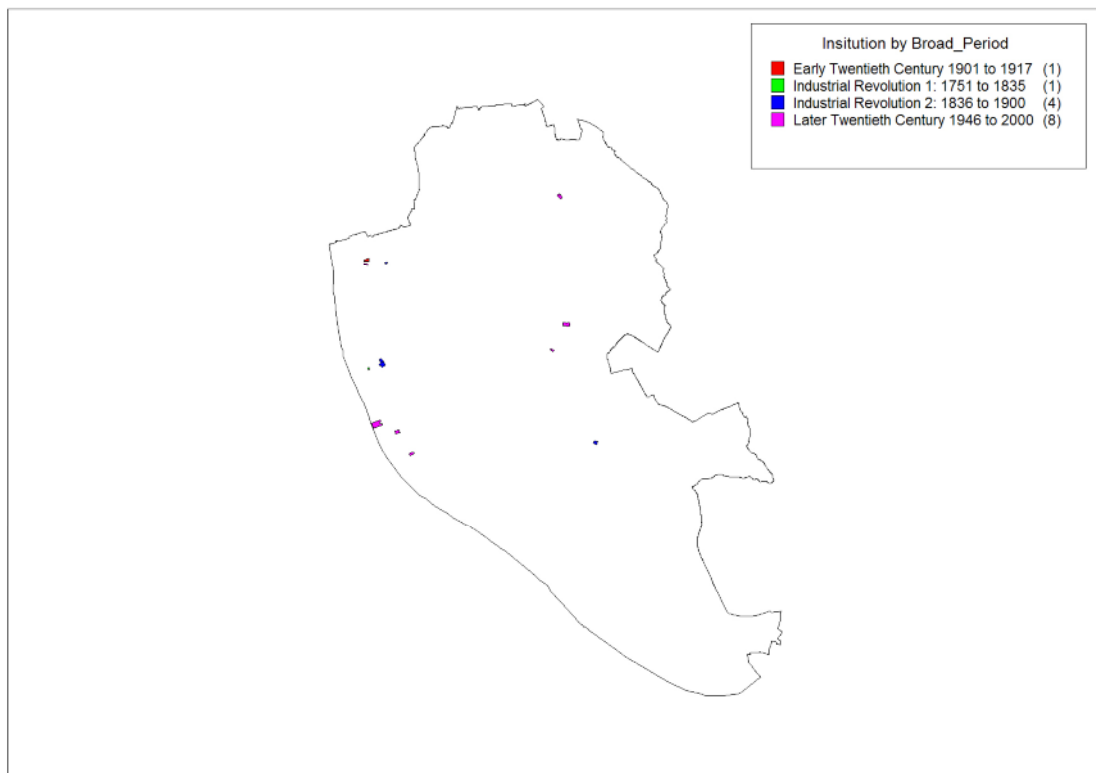 Insitution by Broad_Period
Early Twentieth Century 1901 to 1917 (1)
Industrial Revolution 1: 1751 to 1835 (1)
Industrial Revolution 2: 1836 to 1900 (4)
Later Twentieth Century 1946 to 2000 (8)